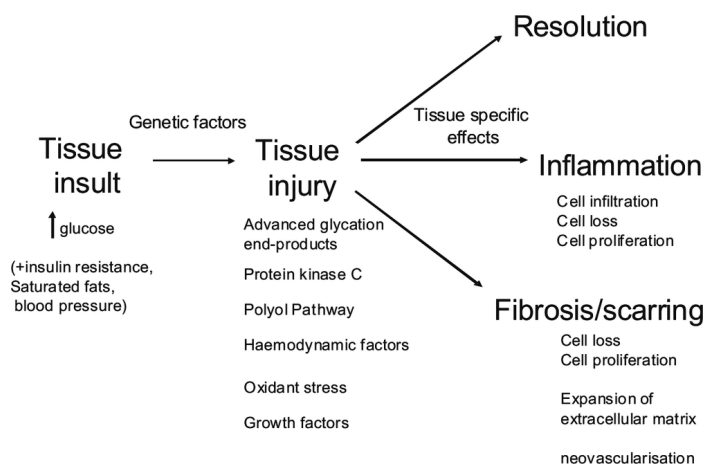 Resolution
Genetic factors
Tissue specific
effects
Tissue
insult
Tissue
injury
Inflammation
Cell infiltration
Cell loss
Cell proliferation
glucose
(+insulin resistance,
Saturated fats,
blood pressure)
Advanced glycation
end-products
Protein kinase C
Polyol Pathway
Haemodynamic factors
Oxidant stress
Growth factors
Fibrosis/scarring
Cell loss
Cell proliferation
Expansion of
extracellular matrix
neovascularisation